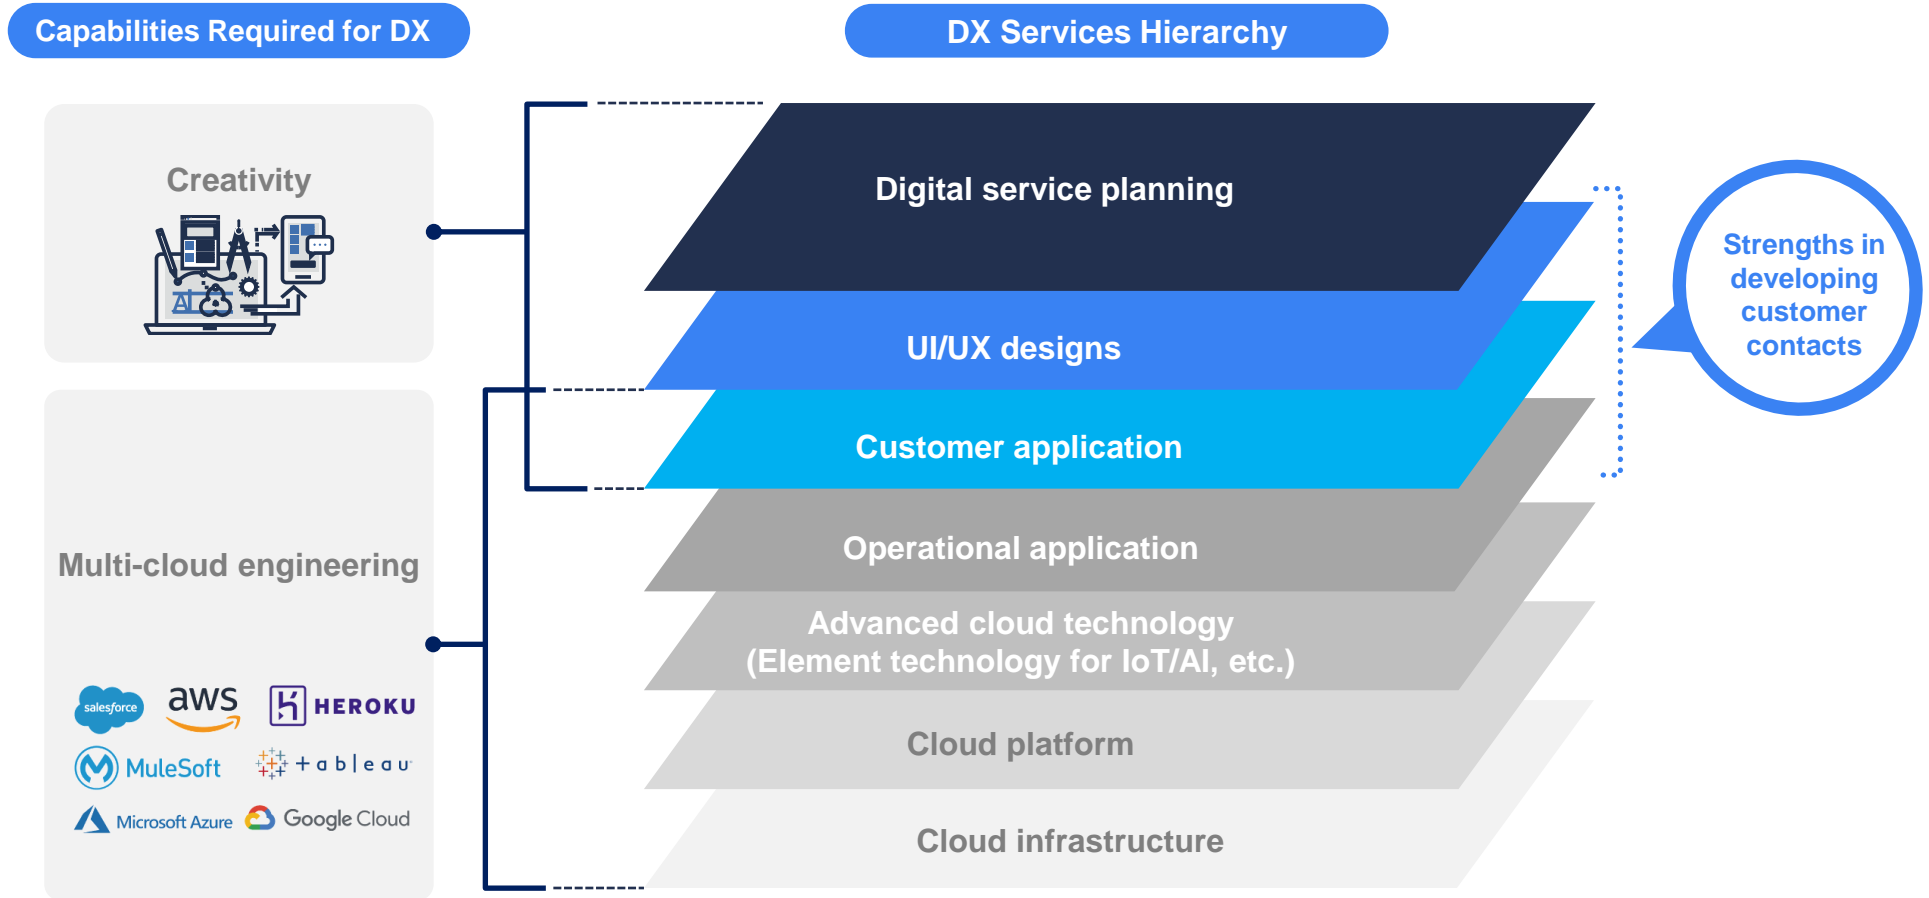 Capabilities Required for DX
DX Services Hierarchy
Creativity
AI
Multi-cloud engineering
salesforce
aws
HEROKU
MuleSoft
+ a b l e a u
Microsoft Azure
Google Cloud
Digital service planning
UI/UX designs
Customer application
Operational application
Advanced cloud technology
(Element technology for IoT/AI, etc.)
Cloud platform
Cloud infrastructure
Strengths in
developing
customer
contacts